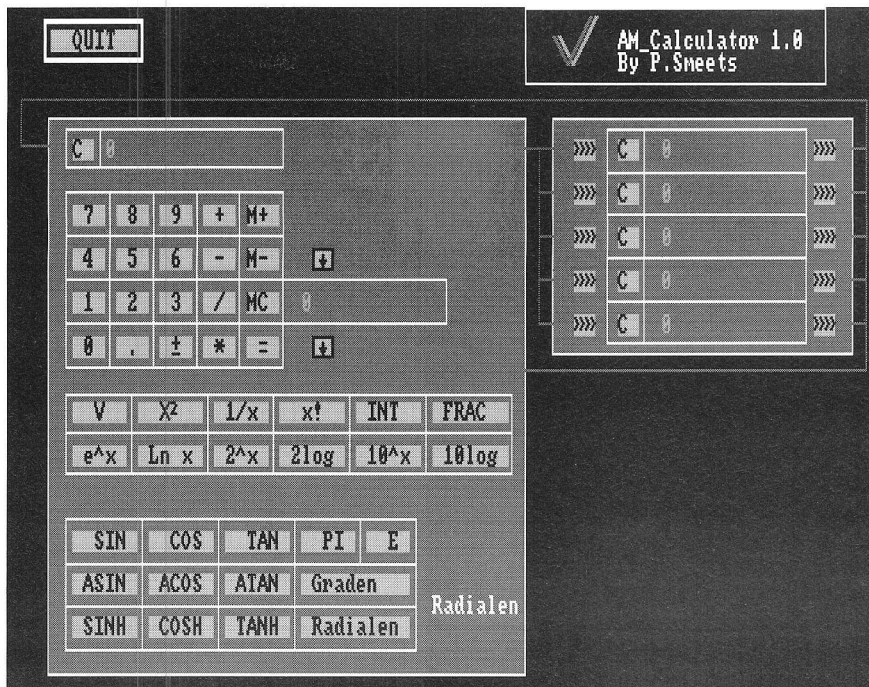 QUIT
AM_Calculator 1.0
By P.Smeets
C 0
7 8 9 + M+
4 5 6 - M-
1 2 3 / MC 0
0 . ± * =
V X² 1/x x! INT FRAC
e^x Ln x 2^x 2log 10^x 10log
SIN COS TAN PI E
ASIN ACOS ATAN Graden
SINH COSH TANH Radialen
Radialen
»» C 0 »»
»» C 0 »»
»» C 0 »»
»» C 0 »»
»» C 0 »»